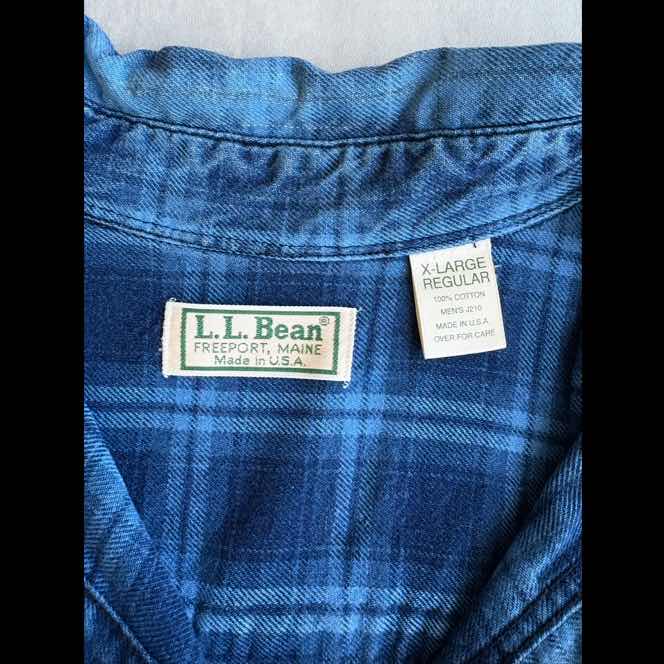 L.L. Bean®
FREEPORT, MAINE
Made in U.S.A.
X-LARGE
REGULAR
100% COTTON
MEN'S J210
MADE IN U.S.A.
OVER FOR CARE